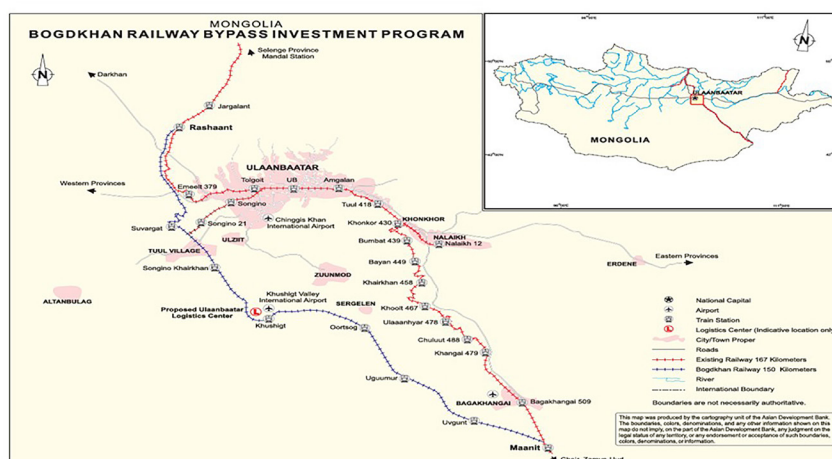 MONGOLIA
BOGDKHAN RAILWAY BYPASS INVESTMENT PROGRAM
N
Selenge Province
Mandal Station
Darkhan
Jargalant
Rashaant
ULAANBAATAR
Western Provinces
Emeelt 379
Tolgoit
UB
Amgalan
Songino
Tuul 418
Suvargat
Songino 21
Chinggis Khan
International Airport
Khonkor 430
KHONKHOR
ULZIIT
Bumbat 439
NALAIKH
Nalaikh 12
TUUL VILLAGE
Songino Khairkhan
Bayan 449
ERDENE
Eastern Provinces
ZUUNMOD
Khairkhan 458
ALTANBULAG
Khushigt Valley
International Airport
SERGELEN
Khoolt 467
Proposed Ulaanbaatar
Logistics Center
L
Khushigt
Oortsog
Ulaaanhyar 478
Chuluut 488
Khangai 479
Uguumur
BAGAKHANGAI
Bagakhangai 509
Uvgunt
Maanit
N
ULAANBAATAR
MONGOLIA
National Capital
Airport
Train Station
L
Logistics Center (Indicative location only
City/Town Proper
Roads
Existing Railway 167 Kilometers
Bogdkhan Railway 150 Kilometers
River
International Boundary
Boundaries are not necessarily authoritative.
This map was produced by the cartography unit of the Asian Development Bank.
The boundaries, colors, denominations, and any other information shown on this
map do not imply, on the part of the Asian Development Bank, any judgment on the
legal status of any territory, or any endorsement or acceptance of such boundaries,
colors, denominations, or information.